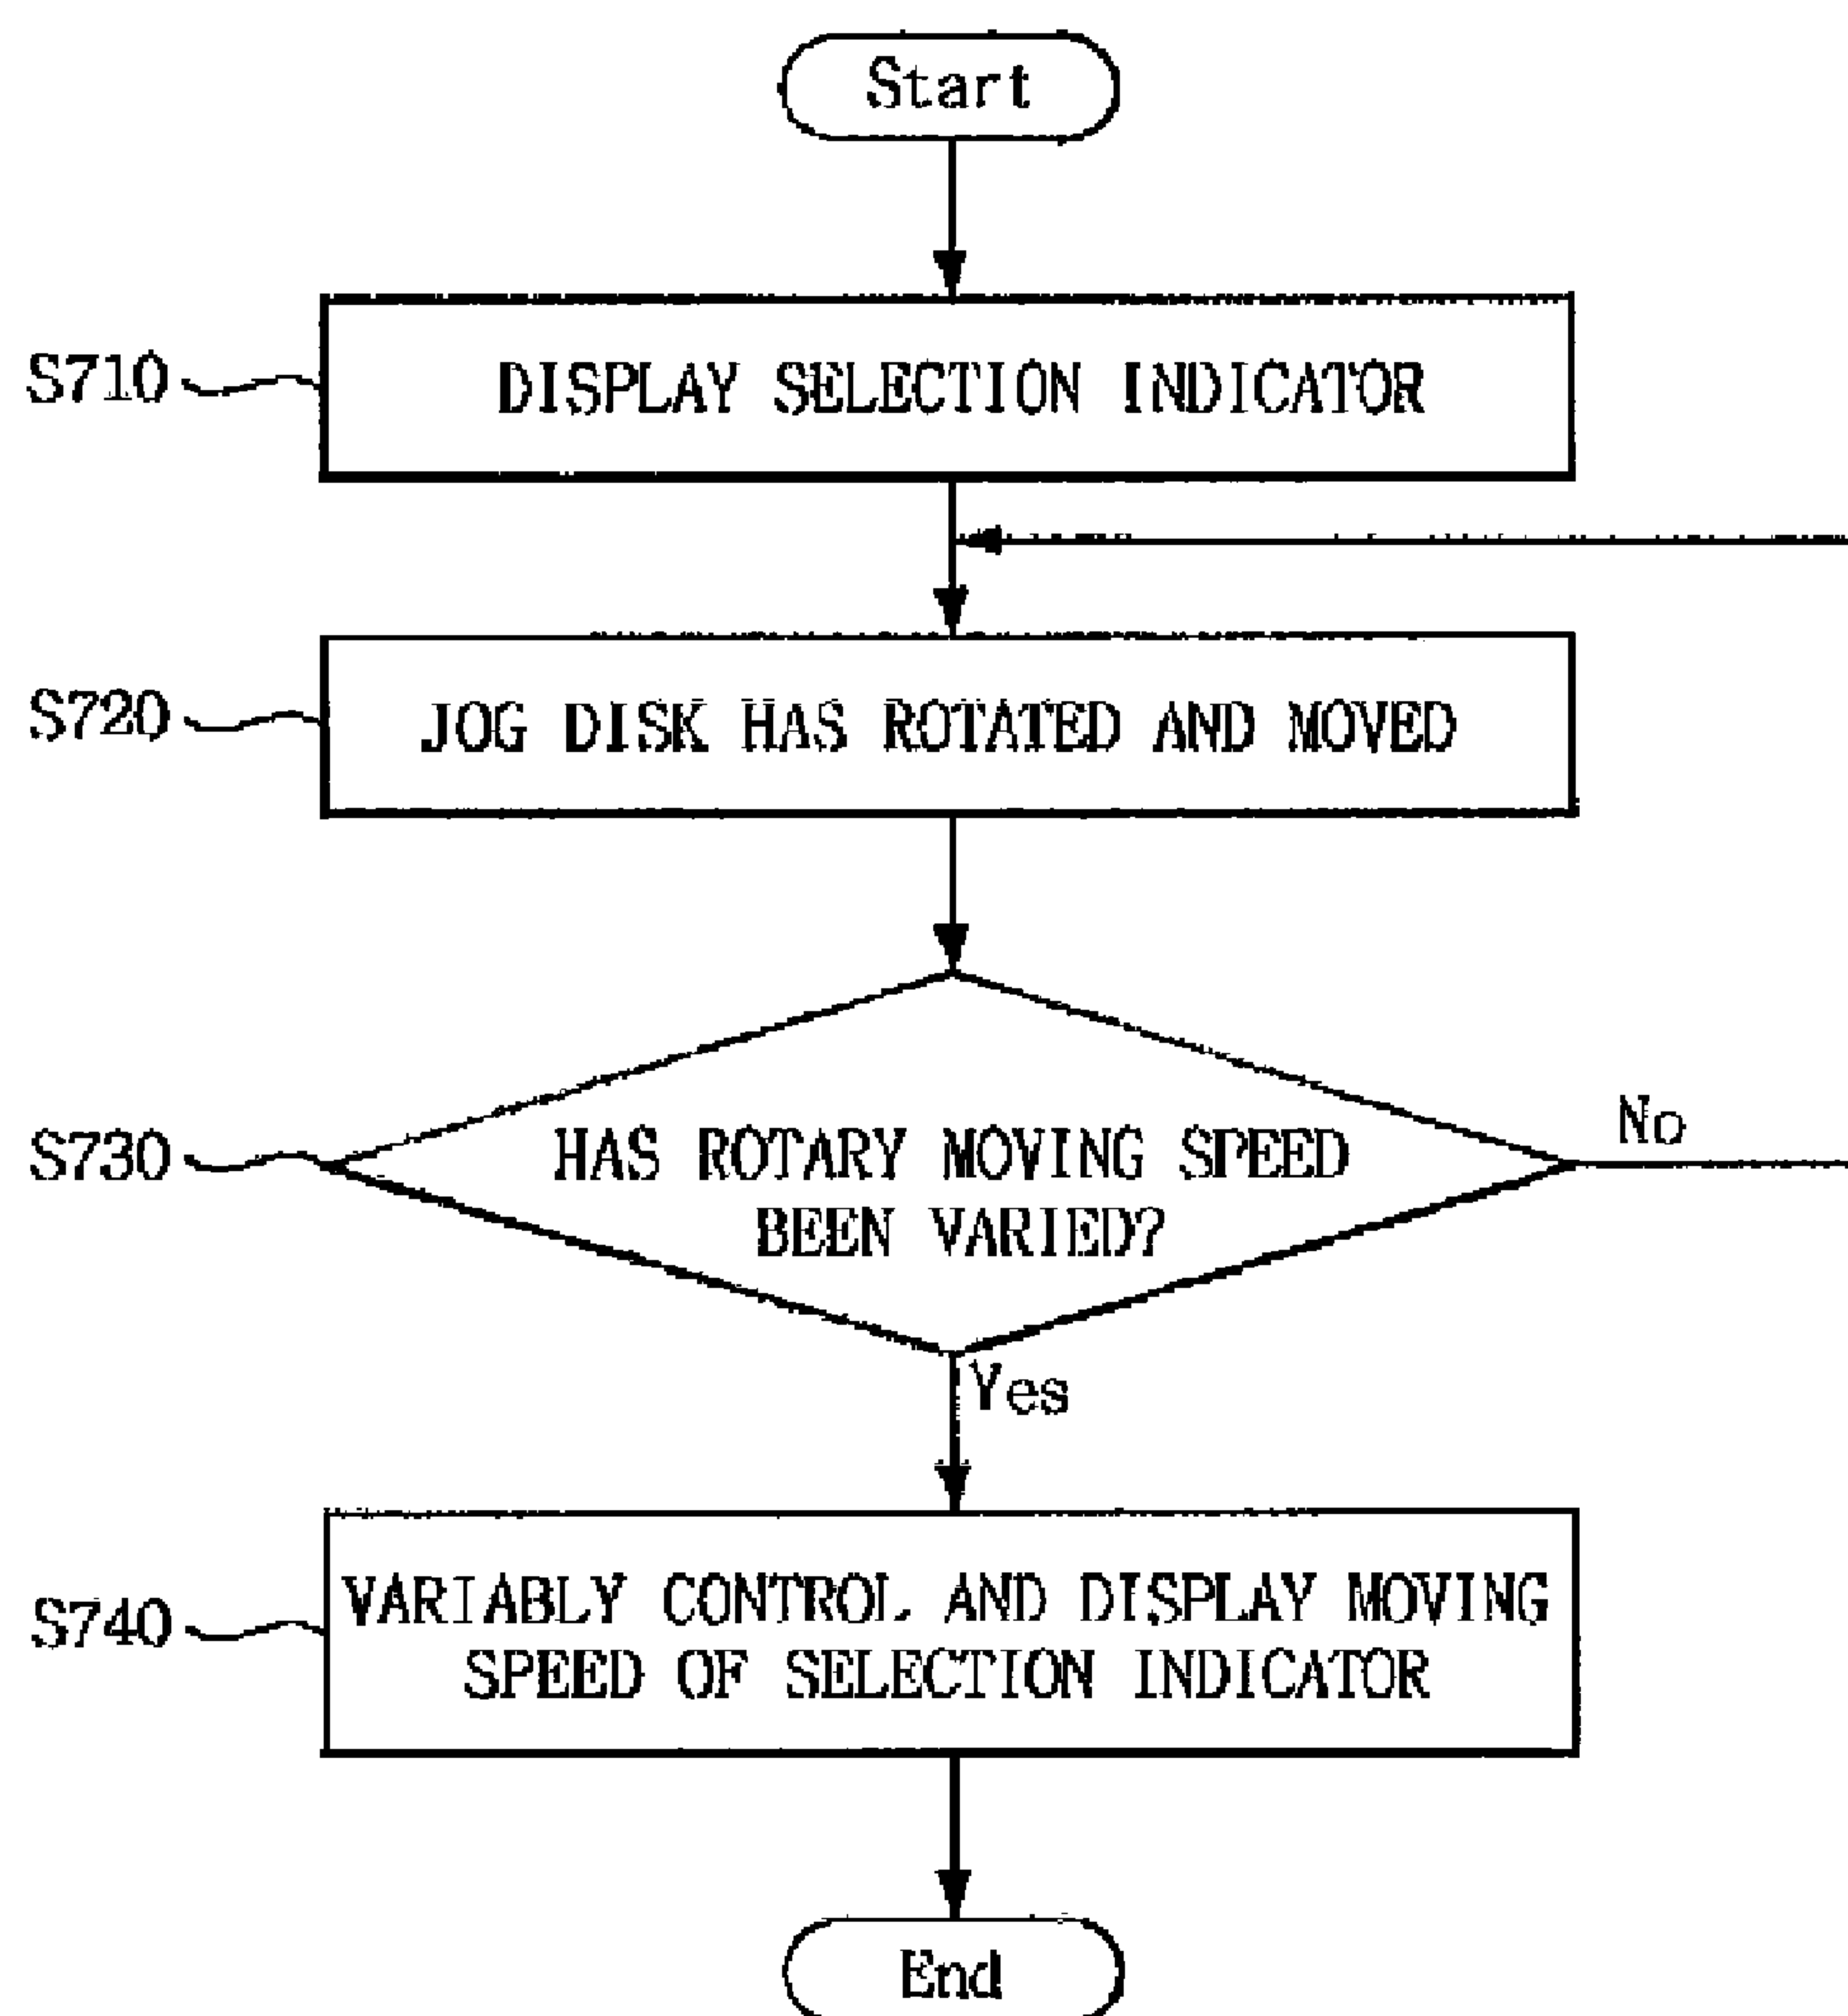 Start
S710
DISPLAY SELECTION INDICATOR
S720
JOG DISK HAS ROTATED AND MOVED
S730
HAS ROTARY MOVING SPEED
BEEN VARIED?
No
Yes
S740
VARIABLY CONTROL AND DISPLAY MOVING
SPEED OF SELECTION INDICATOR
End